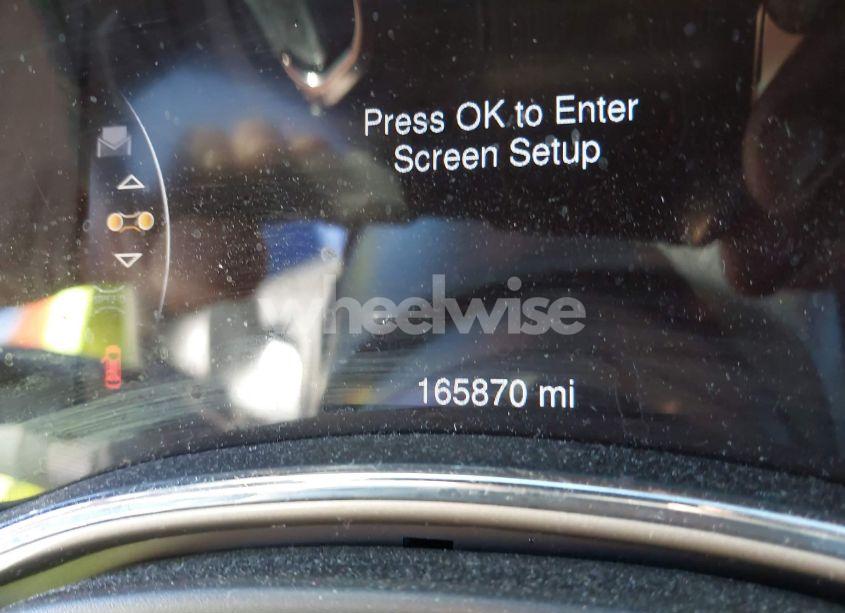 Press OK to Enter
Screen Setup
wheelwise
165870 mi